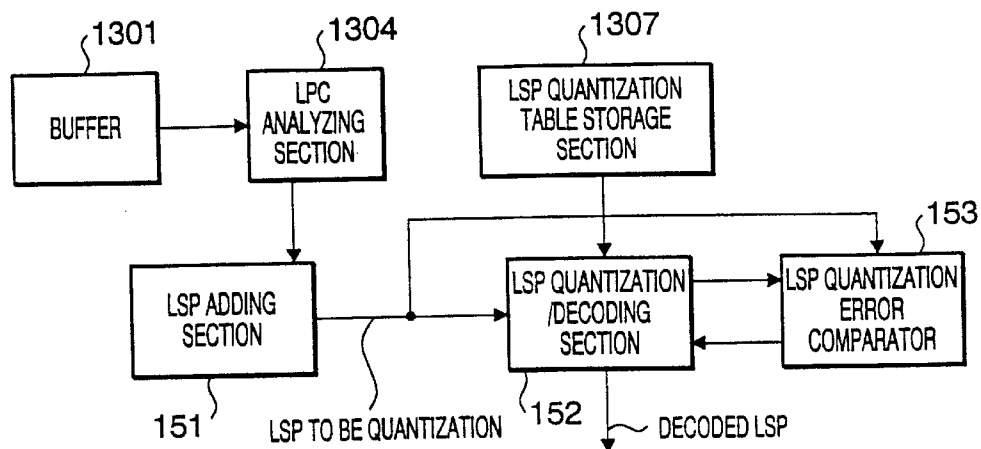 1301
1304
1307
BUFFER
LPC
ANALYZING
SECTION
LSP QUANTIZATION
TABLE STORAGE
SECTION
153
LSP ADDING
SECTION
LSP QUANTIZATION
/DECODING
SECTION
LSP QUANTIZATION
ERROR
COMPARATOR
151
LSP TO BE QUANTIZATION
152
DECODED LSP